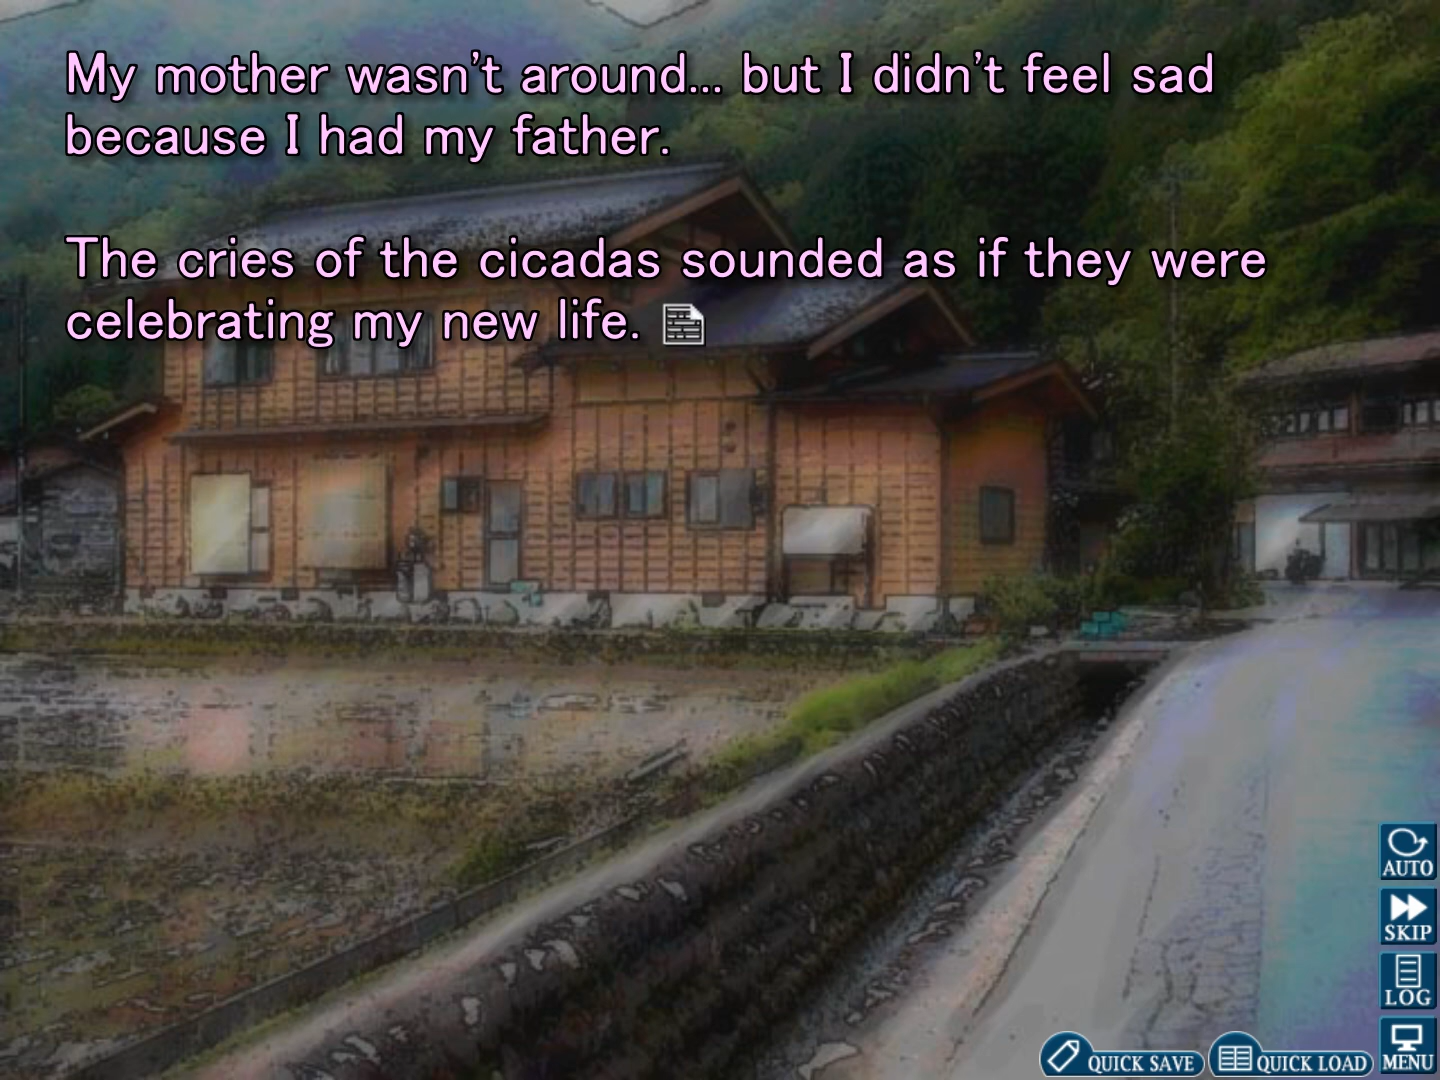 My mother wasn't around... but I didn't feel sad
because I had my father.
The cries of the cicadas sounded as if they were
celebrating my new life.
AUTO
SKIP
LOG
QUICK SAVE QUICK LOAD MENU